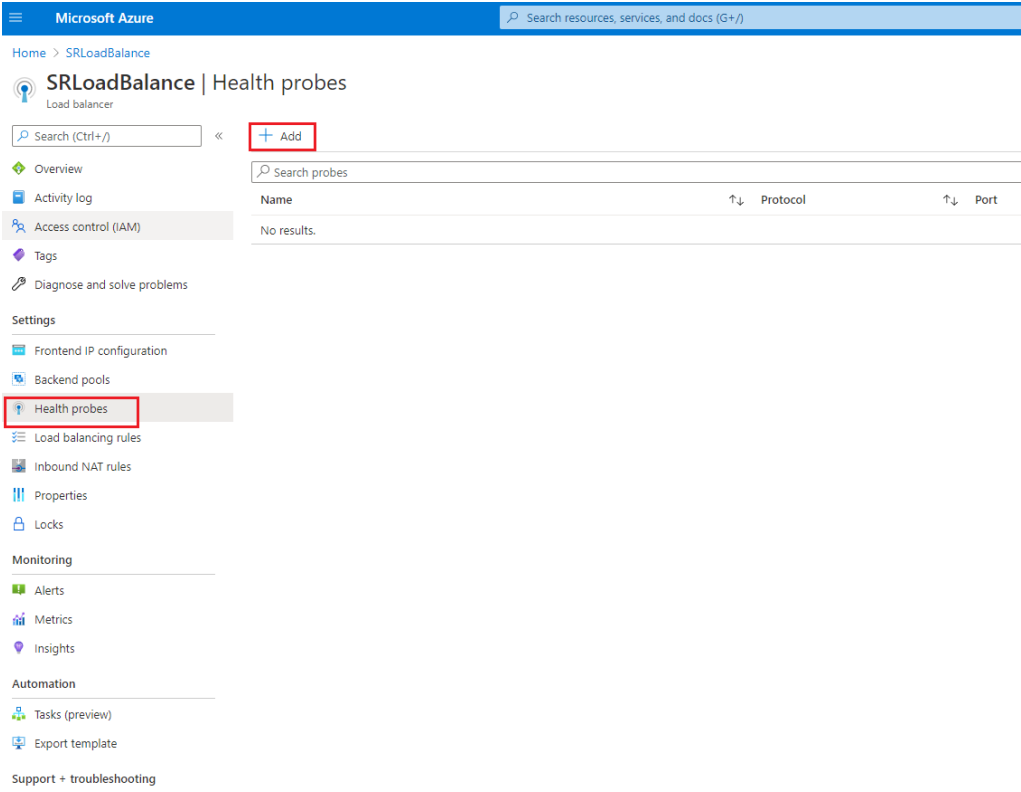 Microsoft Azure
Search resources, services, and docs (G+/)
Home > SRLoadBalance
SRLoadBalance | Health probes
Load balancer
Search (Ctrl+/)
«
+ Add
Search probes
Name ↑↓ Protocol ↑↓ Port
No results.
Overview
Activity log
Access control (IAM)
Tags
Diagnose and solve problems
Settings
Frontend IP configuration
Backend pools
Health probes
Load balancing rules
Inbound NAT rules
Properties
Locks
Monitoring
Alerts
Metrics
Insights
Automation
Tasks (preview)
Export template
Support + troubleshooting